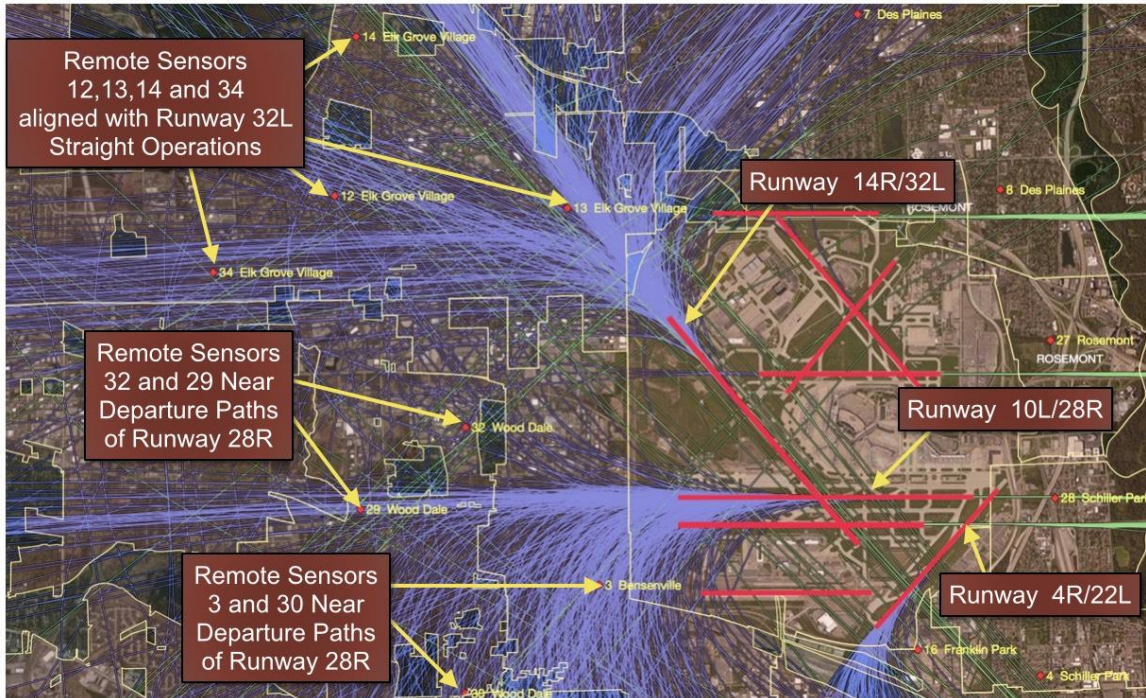 7 Des Plaines
14 Elk Grove Village
Remote Sensors
12,13,14 and 34
aligned with Runway 32L
Straight Operations
Runway 14R/32L
12 Elk Grove Village
13 Elk Grove Village
8 Des Plaines
ROSEMONT
34 Elk Grove Village
27 Rosemont
ROSEMONT
Remote Sensors
32 and 29 Near
Departure Paths
of Runway 28R
Runway 10L/28R
32 Wood Dale
29 Wood Dale
28 Schiller Park
Remote Sensors
3 and 30 Near
Departure Paths
of Runway 28R
3 Bensenville
Runway 4R/22L
16 Franklin Park
4 Schiller Park
30 Wood Dale